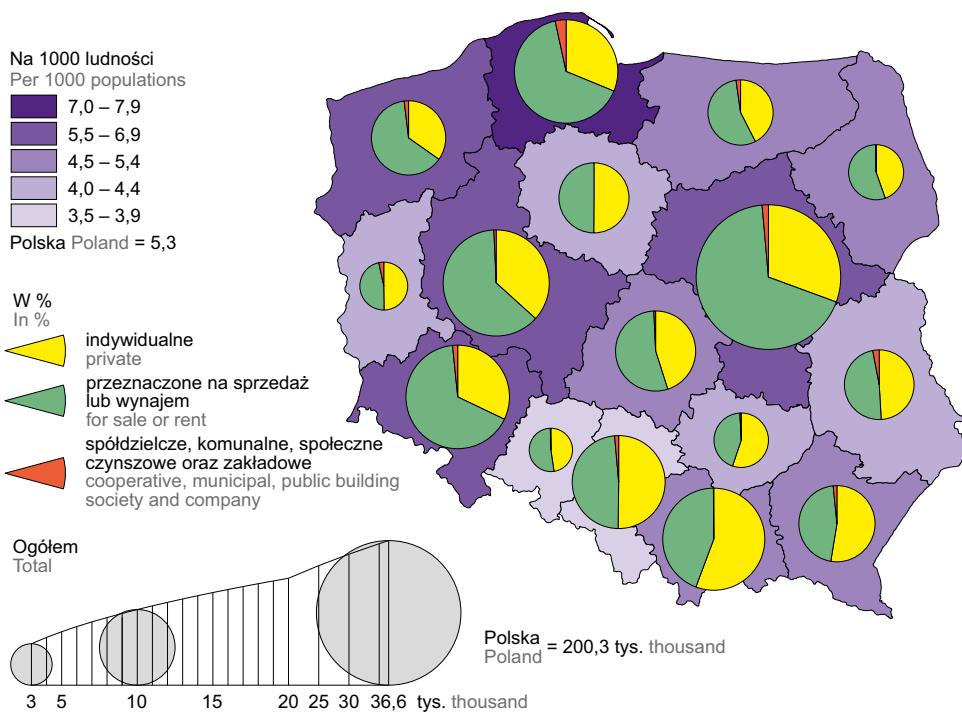 Na 1000 ludności
Per 1000 populations
7,0 – 7,9
5,5 – 6,9
4,5 – 5,4
4,0 – 4,4
3,5 – 3,9
Polska Poland = 5,3
W %
In %
indywidualne
private
przeznaczone na sprzedaż
lub wynajem
for sale or rent
spółdzielcze, komunalne, społeczne
czynszowe oraz zakładowe
cooperative, municipal, public building
society and company
Ogółem
Total
3 5 10 15 20 25 30 36,6 tys. thousand
Polska
Poland = 200,3 tys. thousand